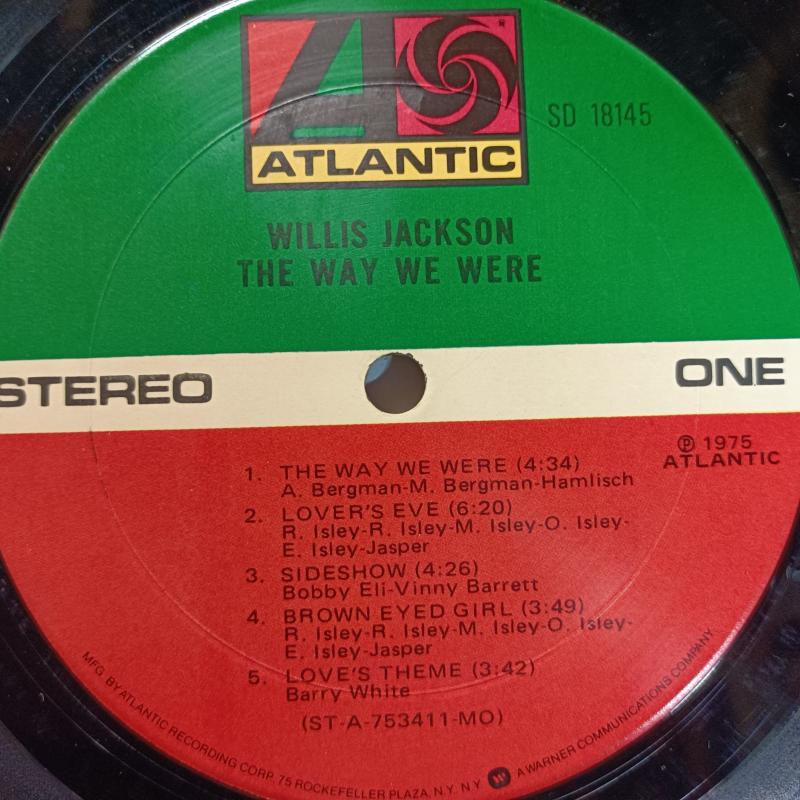 ATLANTIC
SD 18145
WILLIS JACKSON
THE WAY WE WERE
STEREO
ONE
℗ 1975
ATLANTIC
1. THE WAY WE WERE (4:34)
A. Bergman-M. Bergman-Hamlisch
2. LOVER'S EVE (6:20)
R. Isley-R. Isley-M. Isley-O. Isley-
E. Isley-Jasper
3. SIDESHOW (4:26)
Bobby Eli-Vinny Barrett
4. BROWN EYED GIRL (3:49)
R. Isley-R. Isley-M. Isley-O. Isley-
E. Isley-Jasper
5. LOVE'S THEME (3:42)
Barry White
(ST-A-753411-MO)
MFG. BY ATLANTIC RECORDING CORP. 75 ROCKEFELLER PLAZA, N.Y. N.Y. A WARNER COMMUNICATIONS COMPANY